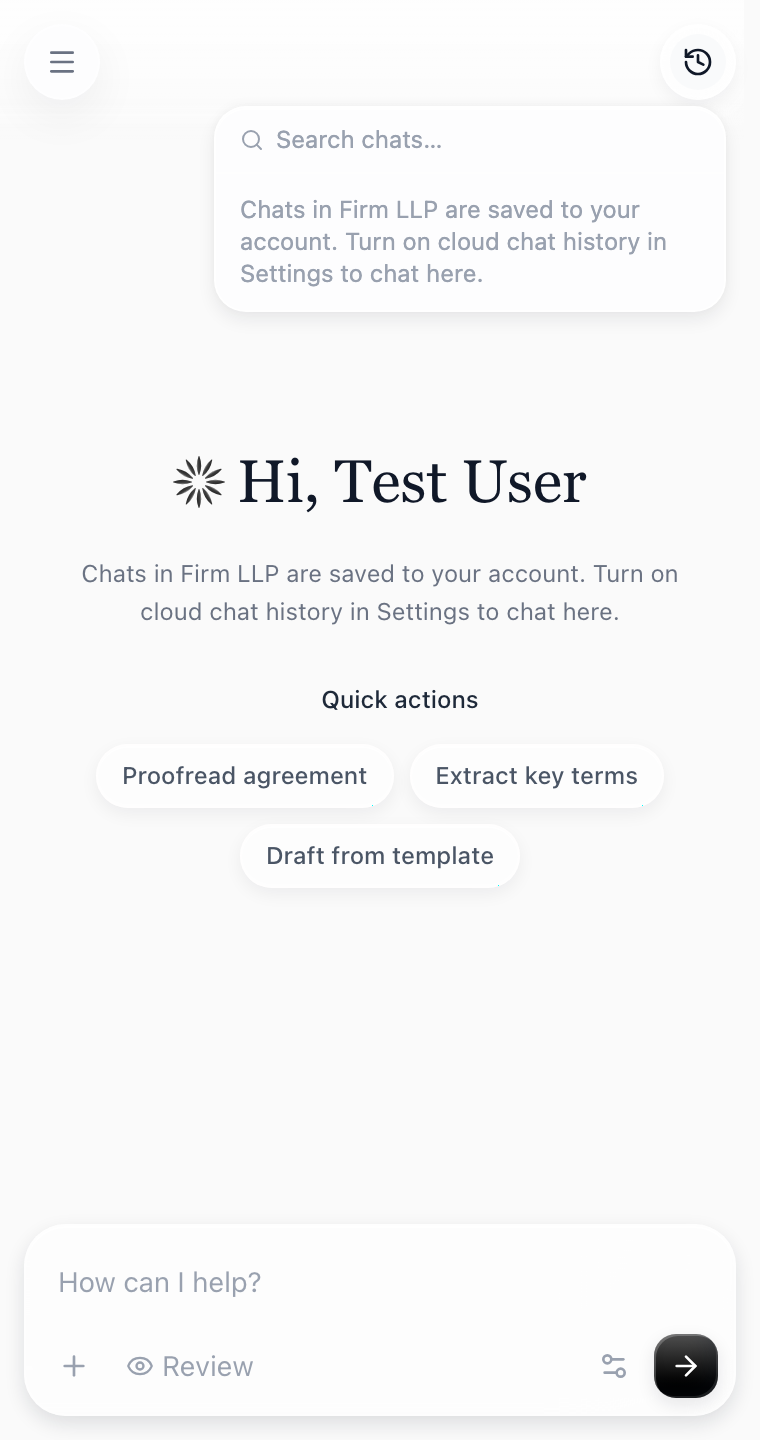 Search chats...
Chats in Firm LLP are saved to your
account. Turn on cloud chat history in
Settings to chat here.
Hi, Test User
Chats in Firm LLP are saved to your account. Turn on
cloud chat history in Settings to chat here.
Quick actions
Proofread agreement
Extract key terms
Draft from template
How can I help?
Review